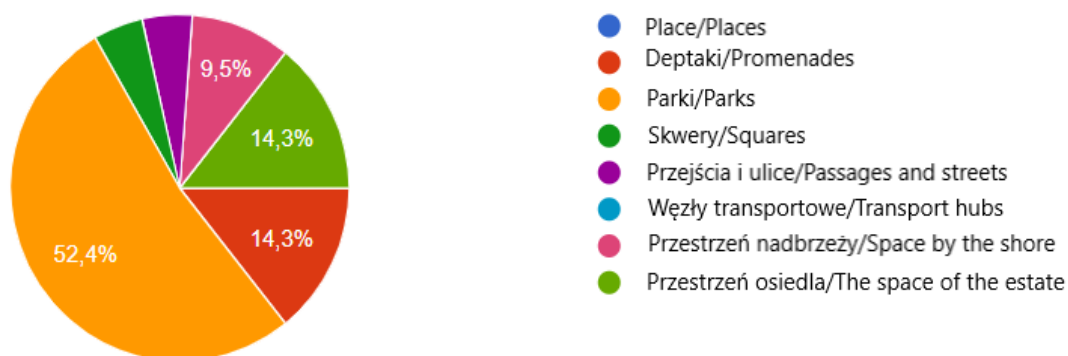 9,5%
14,3%
14,3%
52,4%
Place/Places
Deptaki/Promenades
Parki/Parks
Skwery/Squares
Przejścia i ulice/Passages and streets
Węzły transportowe/Transport hubs
Przestrzeń nadbrzeży/Space by the shore
Przestrzeń osiedla/The space of the estate